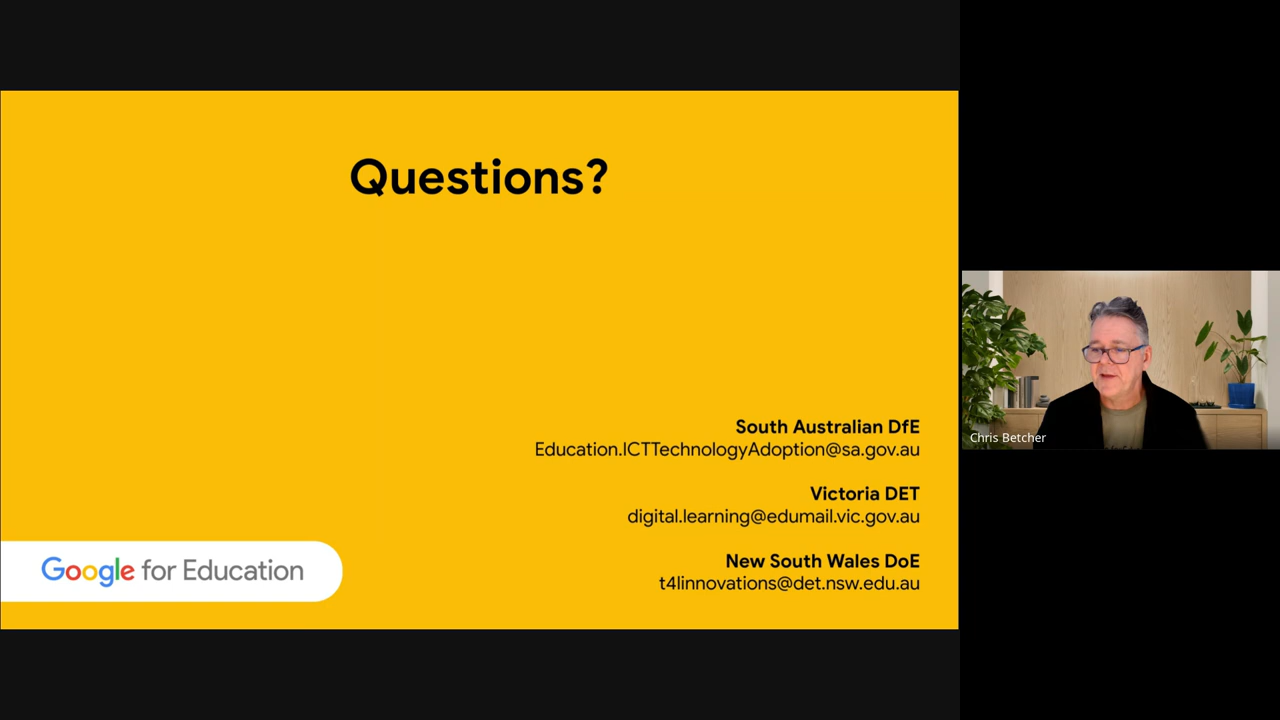 Questions?
South Australian DfE
Education.ICTTechnologyAdoption@sa.gov.au
Victoria DET
digital.learning@edumail.vic.gov.au
New South Wales DoE
t4linnovations@det.nsw.edu.au
Google for Education
Chris Betcher